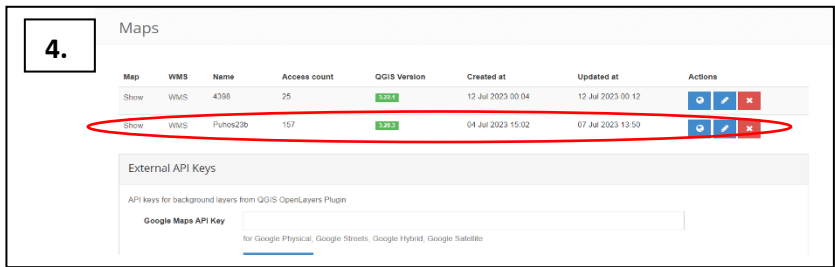 4.
Maps
Map WMS Name Access count QGIS Version Created at Updated at Actions
Show WMS 4398 25 3.22.1 12 Jul 2023 00:04 12 Jul 2023 00:12
Show WMS Puhos23b 157 3.28.3 04 Jul 2023 15:02 07 Jul 2023 13:50
External API Keys
API keys for background layers from QGIS OpenLayers Plugin
Google Maps API Key
for Google Physical, Google Streets, Google Hybrid, Google Satellite